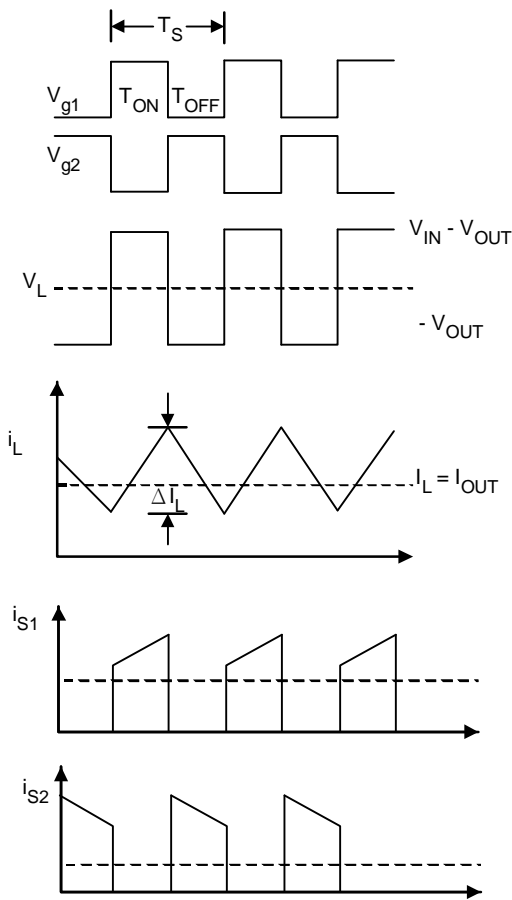 T_S
V_g1
T_ON T_OFF
V_g2
V_IN - V_OUT
V_L
- V_OUT
i_L
I_L = I_OUT
ΔI_L
i_S1
i_S2